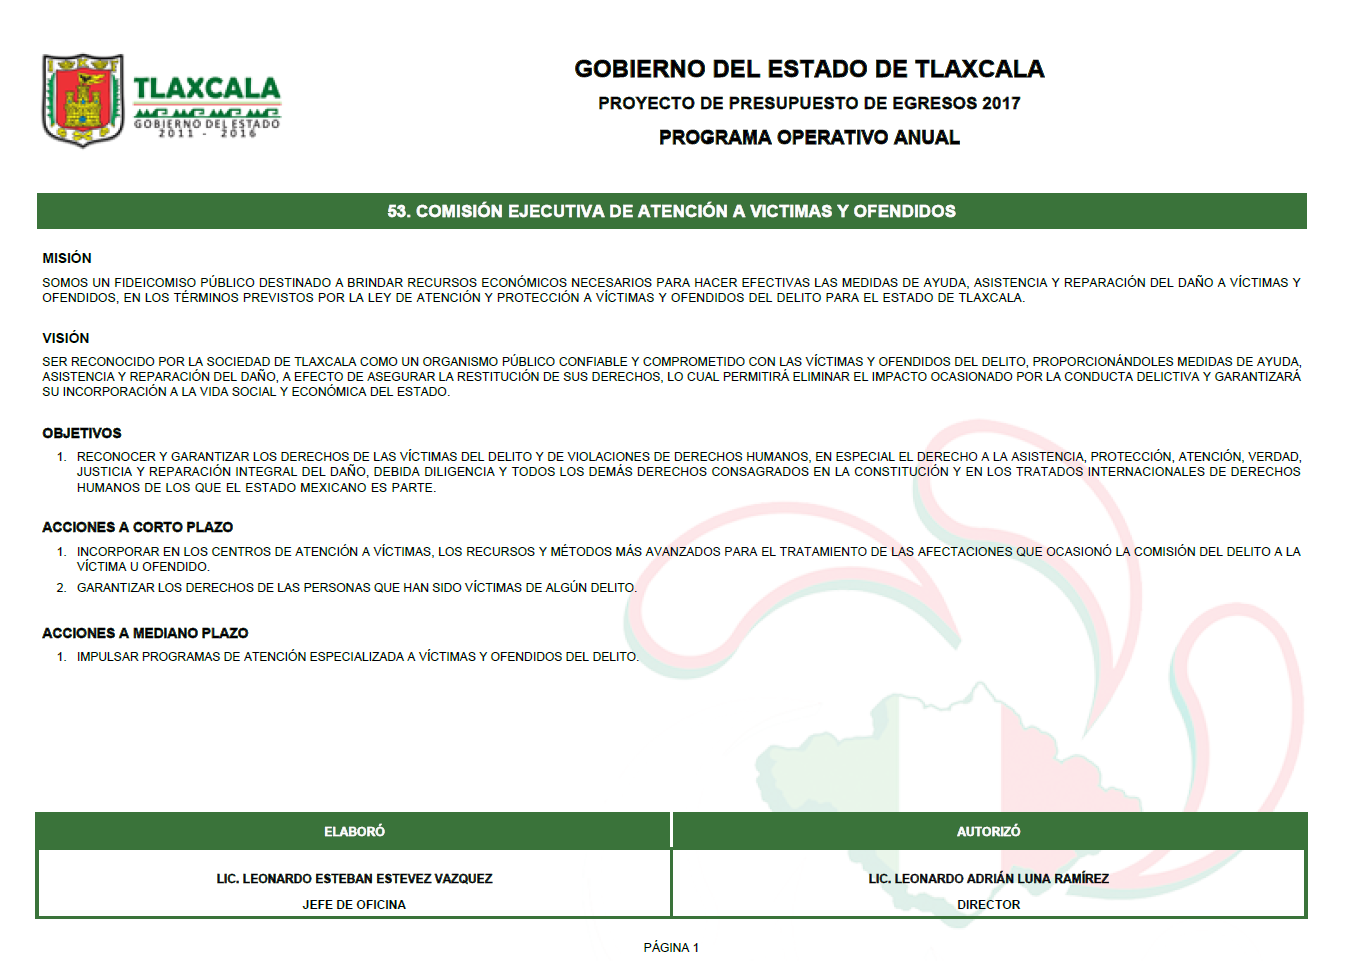 TLAXCALA
GOBIERNO DEL ESTADO
2011 - 2016
GOBIERNO DEL ESTADO DE TLAXCALA
PROYECTO DE PRESUPUESTO DE EGRESOS 2017
PROGRAMA OPERATIVO ANUAL
53. COMISIÓN EJECUTIVA DE ATENCIÓN A VICTIMAS Y OFENDIDOS
MISIÓN
SOMOS UN FIDEICOMISO PÚBLICO DESTINADO A BRINDAR RECURSOS ECONÓMICOS NECESARIOS PARA HACER EFECTIVAS LAS MEDIDAS DE AYUDA, ASISTENCIA Y REPARACIÓN DEL DAÑO A VÍCTIMAS Y
OFENDIDOS, EN LOS TÉRMINOS PREVISTOS POR LA LEY DE ATENCIÓN Y PROTECCIÓN A VÍCTIMAS Y OFENDIDOS DEL DELITO PARA EL ESTADO DE TLAXCALA.
VISIÓN
SER RECONOCIDO POR LA SOCIEDAD DE TLAXCALA COMO UN ORGANISMO PÚBLICO CONFIABLE Y COMPROMETIDO CON LAS VÍCTIMAS Y OFENDIDOS DEL DELITO, PROPORCIONÁNDOLES MEDIDAS DE AYUDA,
ASISTENCIA Y REPARACIÓN DEL DAÑO, A EFECTO DE ASEGURAR LA RESTITUCIÓN DE SUS DERECHOS, LO CUAL PERMITIRÁ ELIMINAR EL IMPACTO OCASIONADO POR LA CONDUCTA DELICTIVA Y GARANTIZARÁ
SU INCORPORACIÓN A LA VIDA SOCIAL Y ECONÓMICA DEL ESTADO.
OBJETIVOS
1. RECONOCER Y GARANTIZAR LOS DERECHOS DE LAS VÍCTIMAS DEL DELITO Y DE VIOLACIONES DE DERECHOS HUMANOS, EN ESPECIAL EL DERECHO A LA ASISTENCIA, PROTECCIÓN, ATENCIÓN, VERDAD,
JUSTICIA Y REPARACIÓN INTEGRAL DEL DAÑO, DEBIDA DILIGENCIA Y TODOS LOS DEMÁS DERECHOS CONSAGRADOS EN LA CONSTITUCIÓN Y EN LOS TRATADOS INTERNACIONALES DE DERECHOS
HUMANOS DE LOS QUE EL ESTADO MEXICANO ES PARTE.
ACCIONES A CORTO PLAZO
1. INCORPORAR EN LOS CENTROS DE ATENCIÓN A VÍCTIMAS, LOS RECURSOS Y MÉTODOS MÁS AVANZADOS PARA EL TRATAMIENTO DE LAS AFECTACIONES QUE OCASIONÓ LA COMISIÓN DEL DELITO A LA
VÍCTIMA U OFENDIDO.
2. GARANTIZAR LOS DERECHOS DE LAS PERSONAS QUE HAN SIDO VÍCTIMAS DE ALGÚN DELITO.
ACCIONES A MEDIANO PLAZO
1. IMPULSAR PROGRAMAS DE ATENCIÓN ESPECIALIZADA A VÍCTIMAS Y OFENDIDOS DEL DELITO.
ELABORÓ
AUTORIZÓ
LIC. LEONARDO ESTEBAN ESTEVEZ VAZQUEZ
LIC. LEONARDO ADRIÁN LUNA RAMÍREZ
JEFE DE OFICINA
DIRECTOR
PÁGINA 1